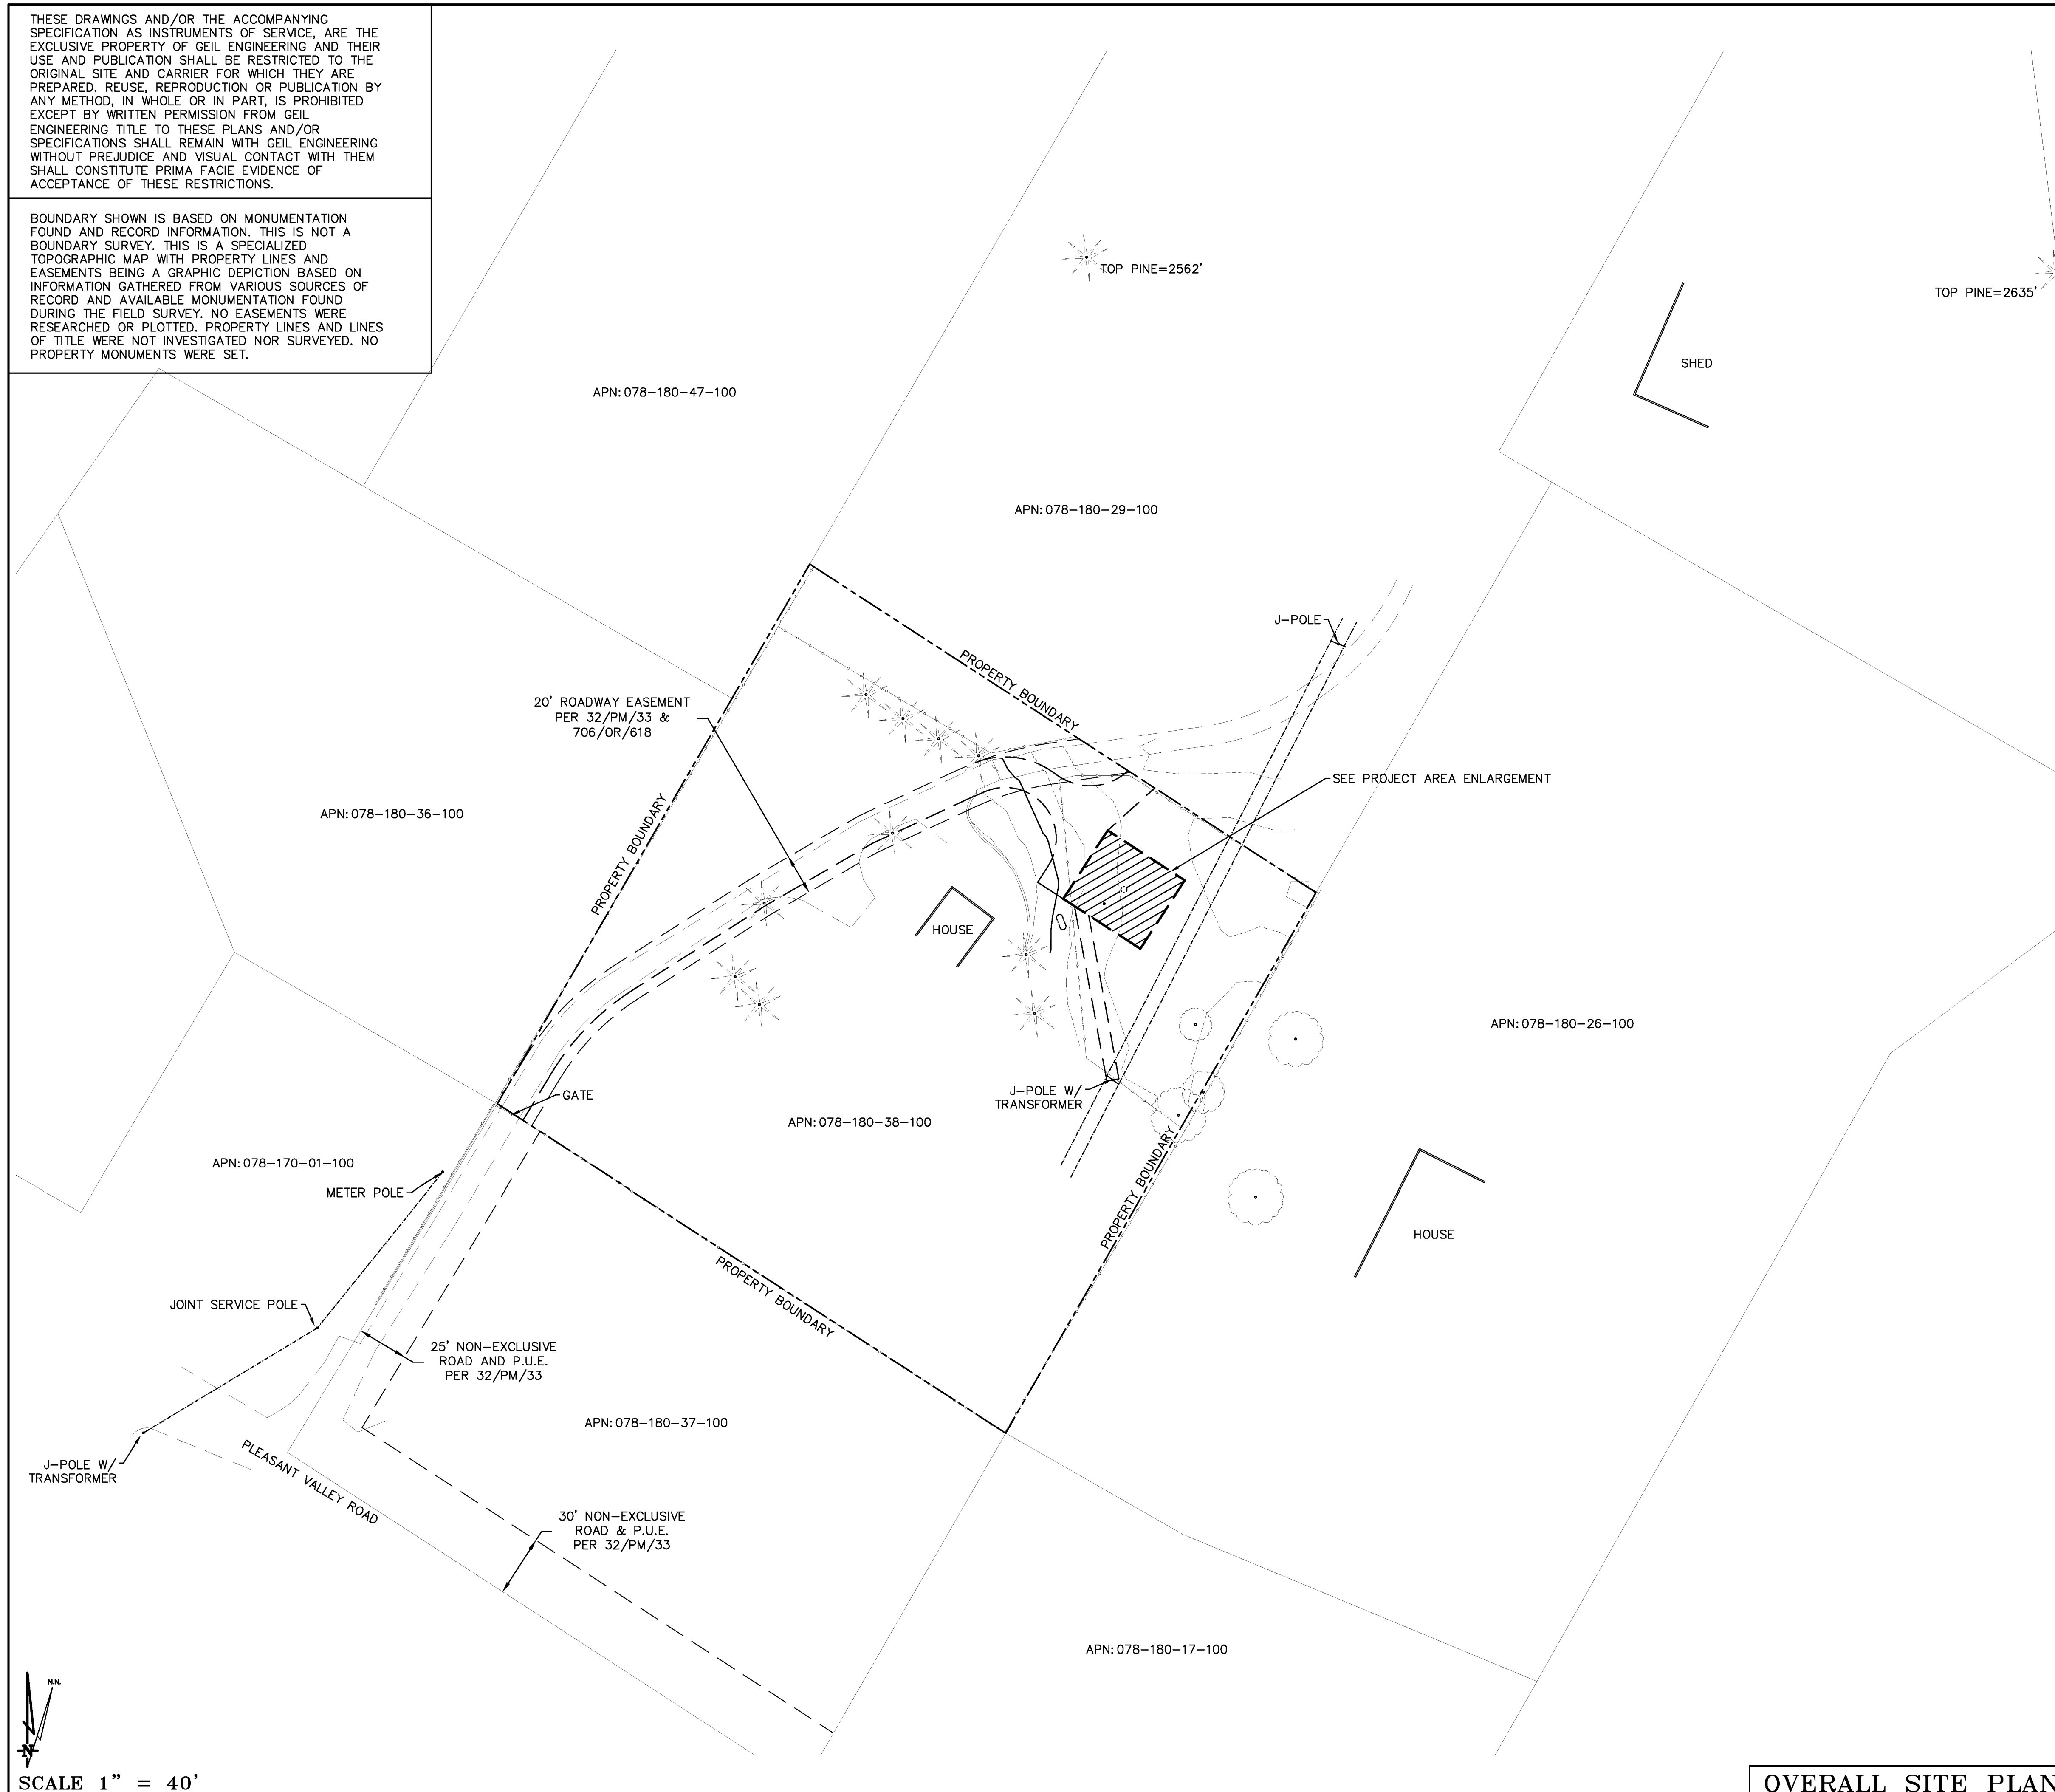 THESE DRAWINGS AND/OR THE ACCOMPANYING
SPECIFICATION AS INSTRUMENTS OF SERVICE, ARE THE
EXCLUSIVE PROPERTY OF GEIL ENGINEERING AND THEIR
USE AND PUBLICATION SHALL BE RESTRICTED TO THE
ORIGINAL SITE AND CARRIER FOR WHICH THEY ARE
PREPARED. REUSE, REPRODUCTION OR PUBLICATION BY
ANY METHOD, IN WHOLE OR IN PART, IS PROHIBITED
EXCEPT BY WRITTEN PERMISSION FROM GEIL
ENGINEERING TITLE TO THESE PLANS AND/OR
SPECIFICATIONS SHALL REMAIN WITH GEIL ENGINEERING
WITHOUT PREJUDICE AND VISUAL CONTACT WITH THEM
SHALL CONSTITUTE PRIMA FACIE EVIDENCE OF
ACCEPTANCE OF THESE RESTRICTIONS.
BOUNDARY SHOWN IS BASED ON MONUMENTATION
FOUND AND RECORD INFORMATION. THIS IS NOT A
BOUNDARY SURVEY. THIS IS A SPECIALIZED
TOPOGRAPHIC MAP WITH PROPERTY LINES AND
EASEMENTS BEING A GRAPHIC DEPICTION BASED ON
INFORMATION GATHERED FROM VARIOUS SOURCES OF
RECORD AND AVAILABLE MONUMENTATION FOUND
DURING THE FIELD SURVEY. NO EASEMENTS WERE
RESEARCHED OR PLOTTED. PROPERTY LINES AND LINES
OF TITLE WERE NOT INVESTIGATED NOR SURVEYED. NO
PROPERTY MONUMENTS WERE SET.
TOP PINE=2562'
TOP PINE=2635'
SHED
APN: 078-180-47-100
APN: 078-180-29-100
J-POLE
PROPERTY BOUNDARY
20' ROADWAY EASEMENT
PER 32/PM/33 &
706/OR/618
SEE PROJECT AREA ENLARGEMENT
APN: 078-180-36-100
PROPERTY BOUNDARY
HOUSE
APN: 078-180-26-100
J-POLE W/
TRANSFORMER
GATE
APN: 078-180-38-100
APN: 078-170-01-100
METER POLE
PROPERTY BOUNDARY
HOUSE
PROPERTY BOUNDARY
JOINT SERVICE POLE
25' NON-EXCLUSIVE
ROAD AND P.U.E.
PER 32/PM/33
APN: 078-180-37-100
J-POLE W/
TRANSFORMER
PLEASANT VALLEY ROAD
30' NON-EXCLUSIVE
ROAD & P.U.E.
PER 32/PM/33
APN: 078-180-17-100
M.N.
N
SCALE 1" = 40'
OVERALL SITE PLAN